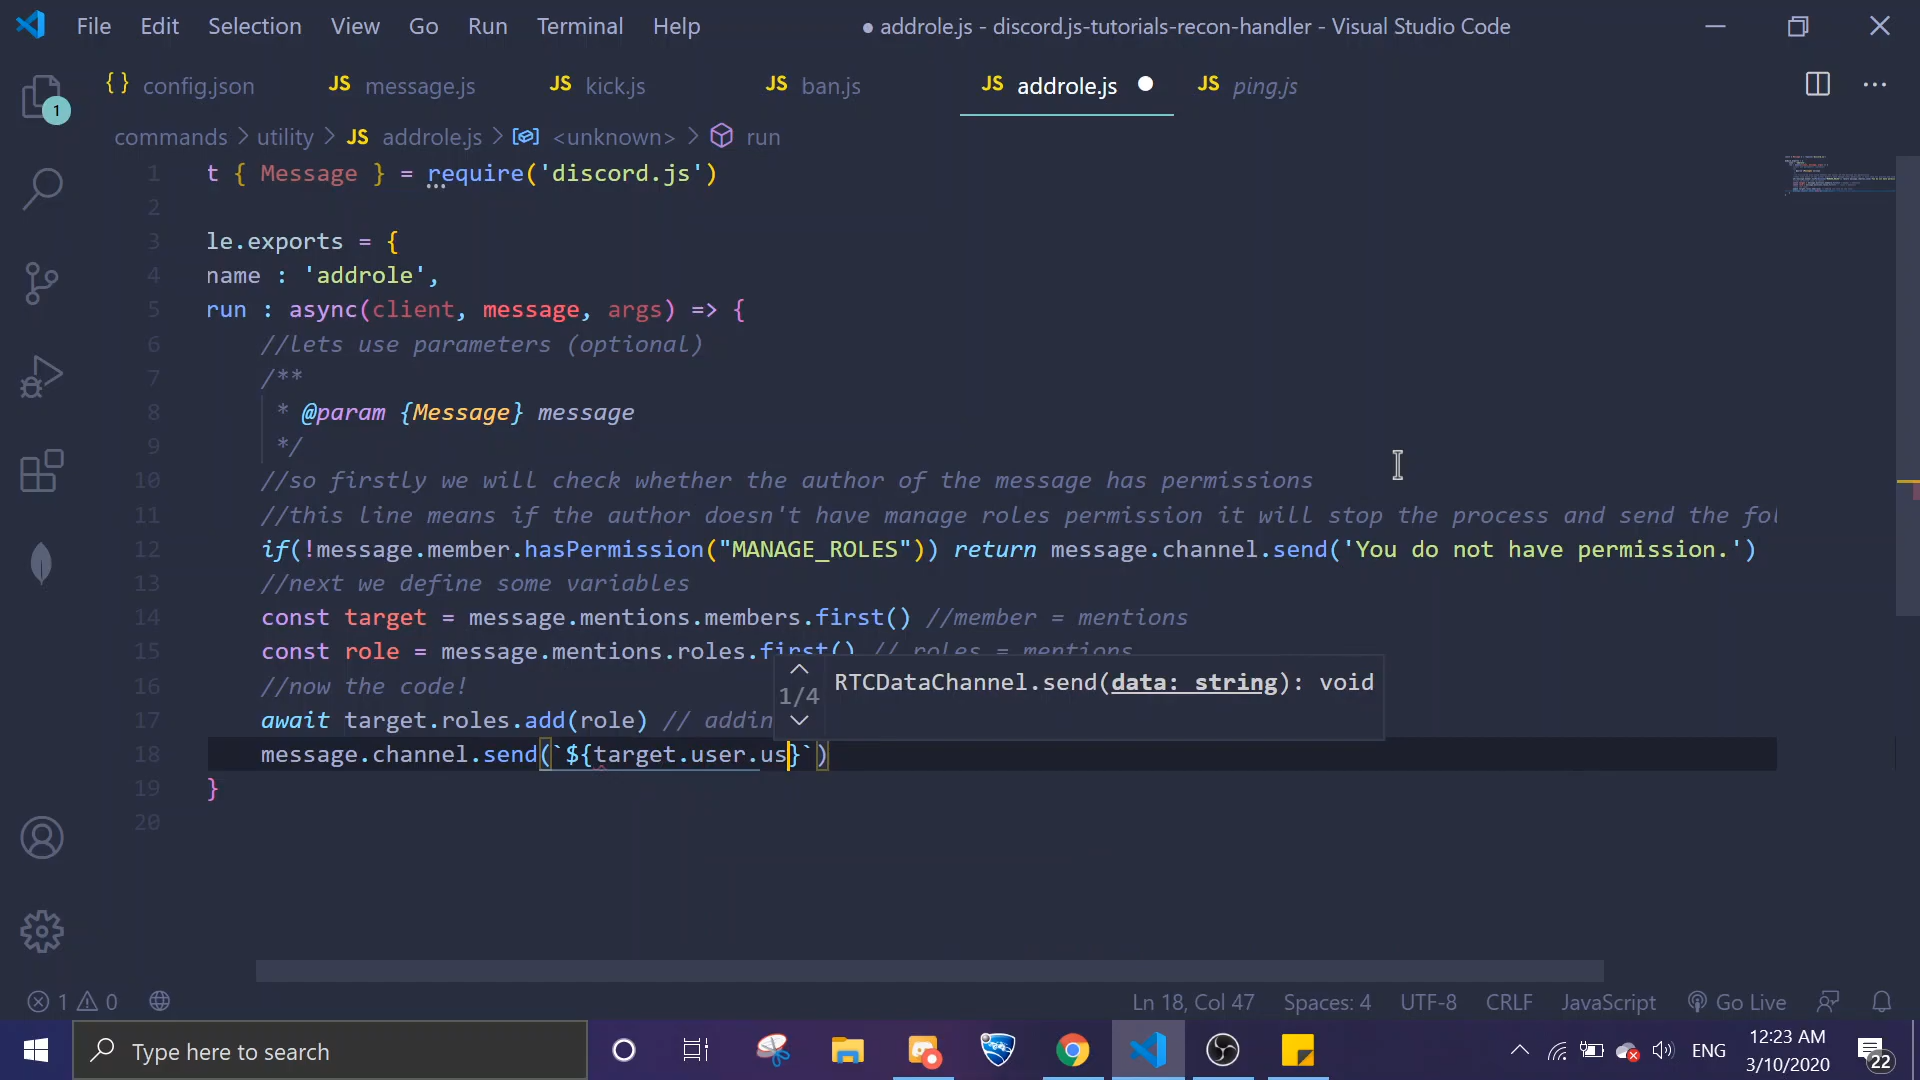 File Edit Selection View Go Run Terminal Help ● addrole.js - discord.js-tutorials-recon-handler - Visual Studio Code
{} config.json JS message.js JS kick.js JS ban.js JS addrole.js ● JS ping.js
1
commands > utility > JS addrole.js > <unknown> > run
1 t { Message } = require('discord.js')
2
3 le.exports = {
4 name : 'addrole',
5 run : async(client, message, args) => {
6 //lets use parameters (optional)
7 /**
8 * @param {Message} message
9 */
10 //so firstly we will check whether the author of the message has permissions
11 //this line means if the author doesn't have manage roles permission it will stop the process and send the fol
12 if(!message.member.hasPermission("MANAGE_ROLES")) return message.channel.send('You do not have permission.')
13 //next we define some variables
14 const target = message.mentions.members.first() //member = mentions
15 const role = message.mentions.roles.first() // roles = mentions
16 //now the code!
17 await target.roles.add(role) // addin
1/4 RTCDataChannel.send(data: string): void
18 message.channel.send(`${target.user.us}`)
19 }
20
1 0 Ln 18, Col 47 Spaces: 4 UTF-8 CRLF JavaScript Go Live
Type here to search ENG 12:23 AM 3/10/2020 22